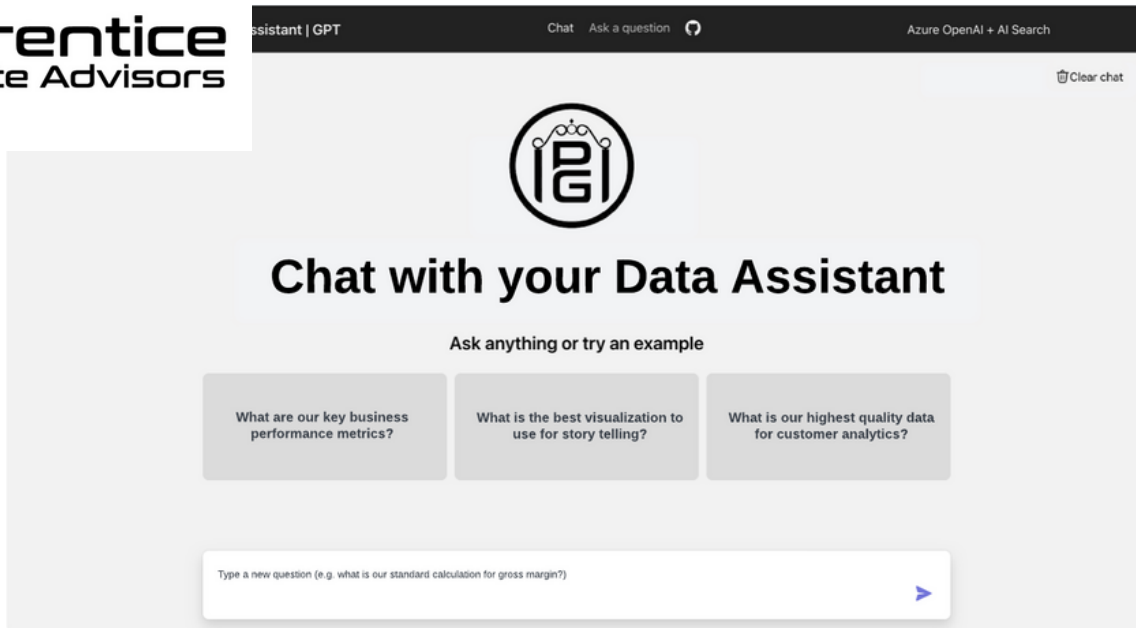 rentice
te Advisors
ssistant | GPT
Chat Ask a question
Azure OpenAI + AI Search
Clear chat
PG
Chat with your Data Assistant
Ask anything or try an example
What are our key business
performance metrics?
What is the best visualization to
use for story telling?
What is our highest quality data
for customer analytics?
Type a new question (e.g. what is our standard calculation for gross margin?)